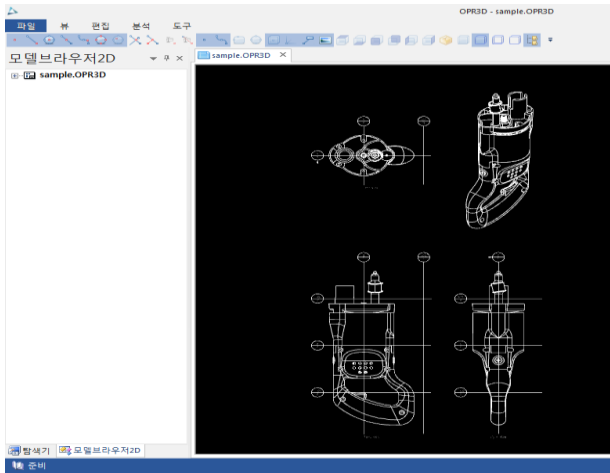 OPR3D - sample.OPR3D
파일 뷰 편집 분석 도구
모델브라우저2D
sample.OPR3D
sample.OPR3D
탐색기 모델브라우저2D
준비